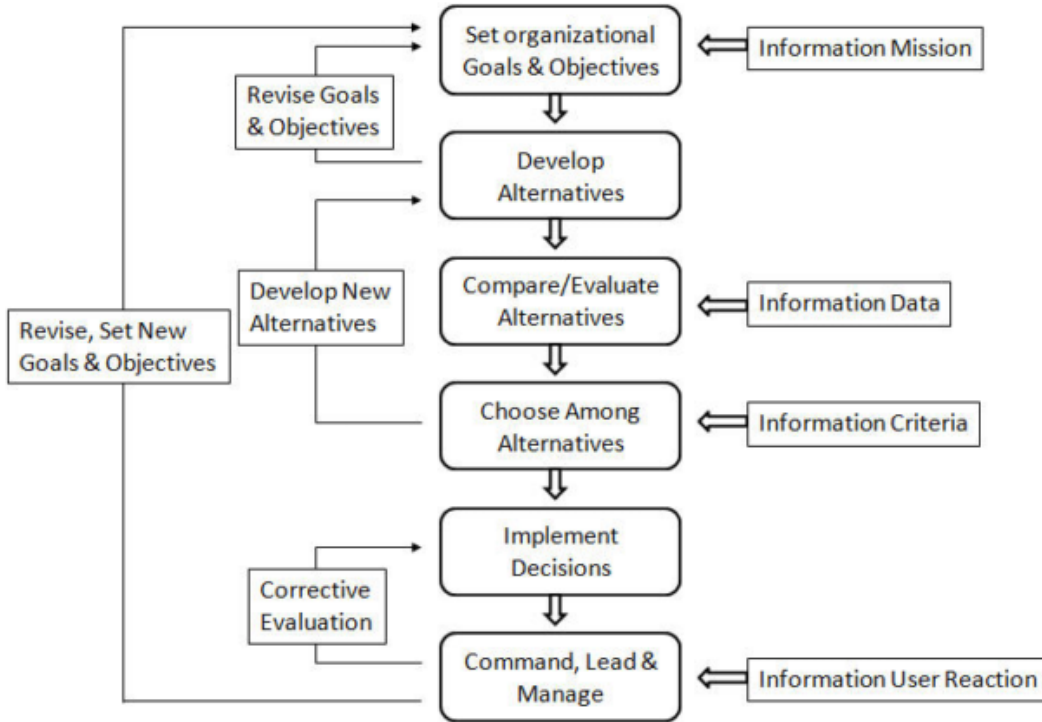 Set organizational
Goals & Objectives
Information Mission
Revise Goals
& Objectives
Develop
Alternatives
Develop New
Alternatives
Compare/Evaluate
Alternatives
Information Data
Revise, Set New
Goals & Objectives
Choose Among
Alternatives
Information Criteria
Implement
Decisions
Corrective
Evaluation
Command, Lead &
Manage
Information User Reaction